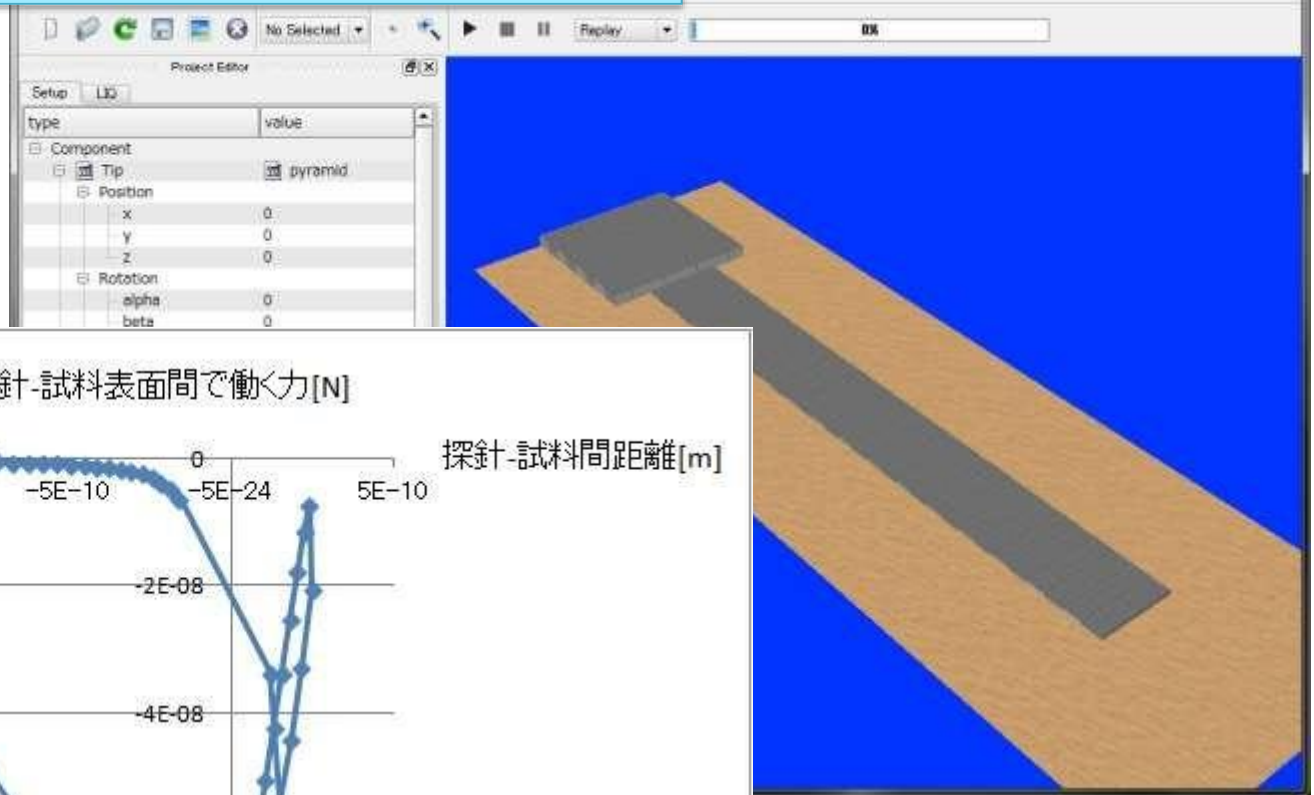 No Selected
Replay
0%
Project Editor
Setup
LIQ
type value
Component
Tip pyramid
Position
x 0
y 0
z 0
Rotation
alpha 0
beta 0
針-試料表面間で働く力[N]
探針-試料間距離[m]
0
-5E-10 -5E-24 5E-10
-2E-08
-4E-08